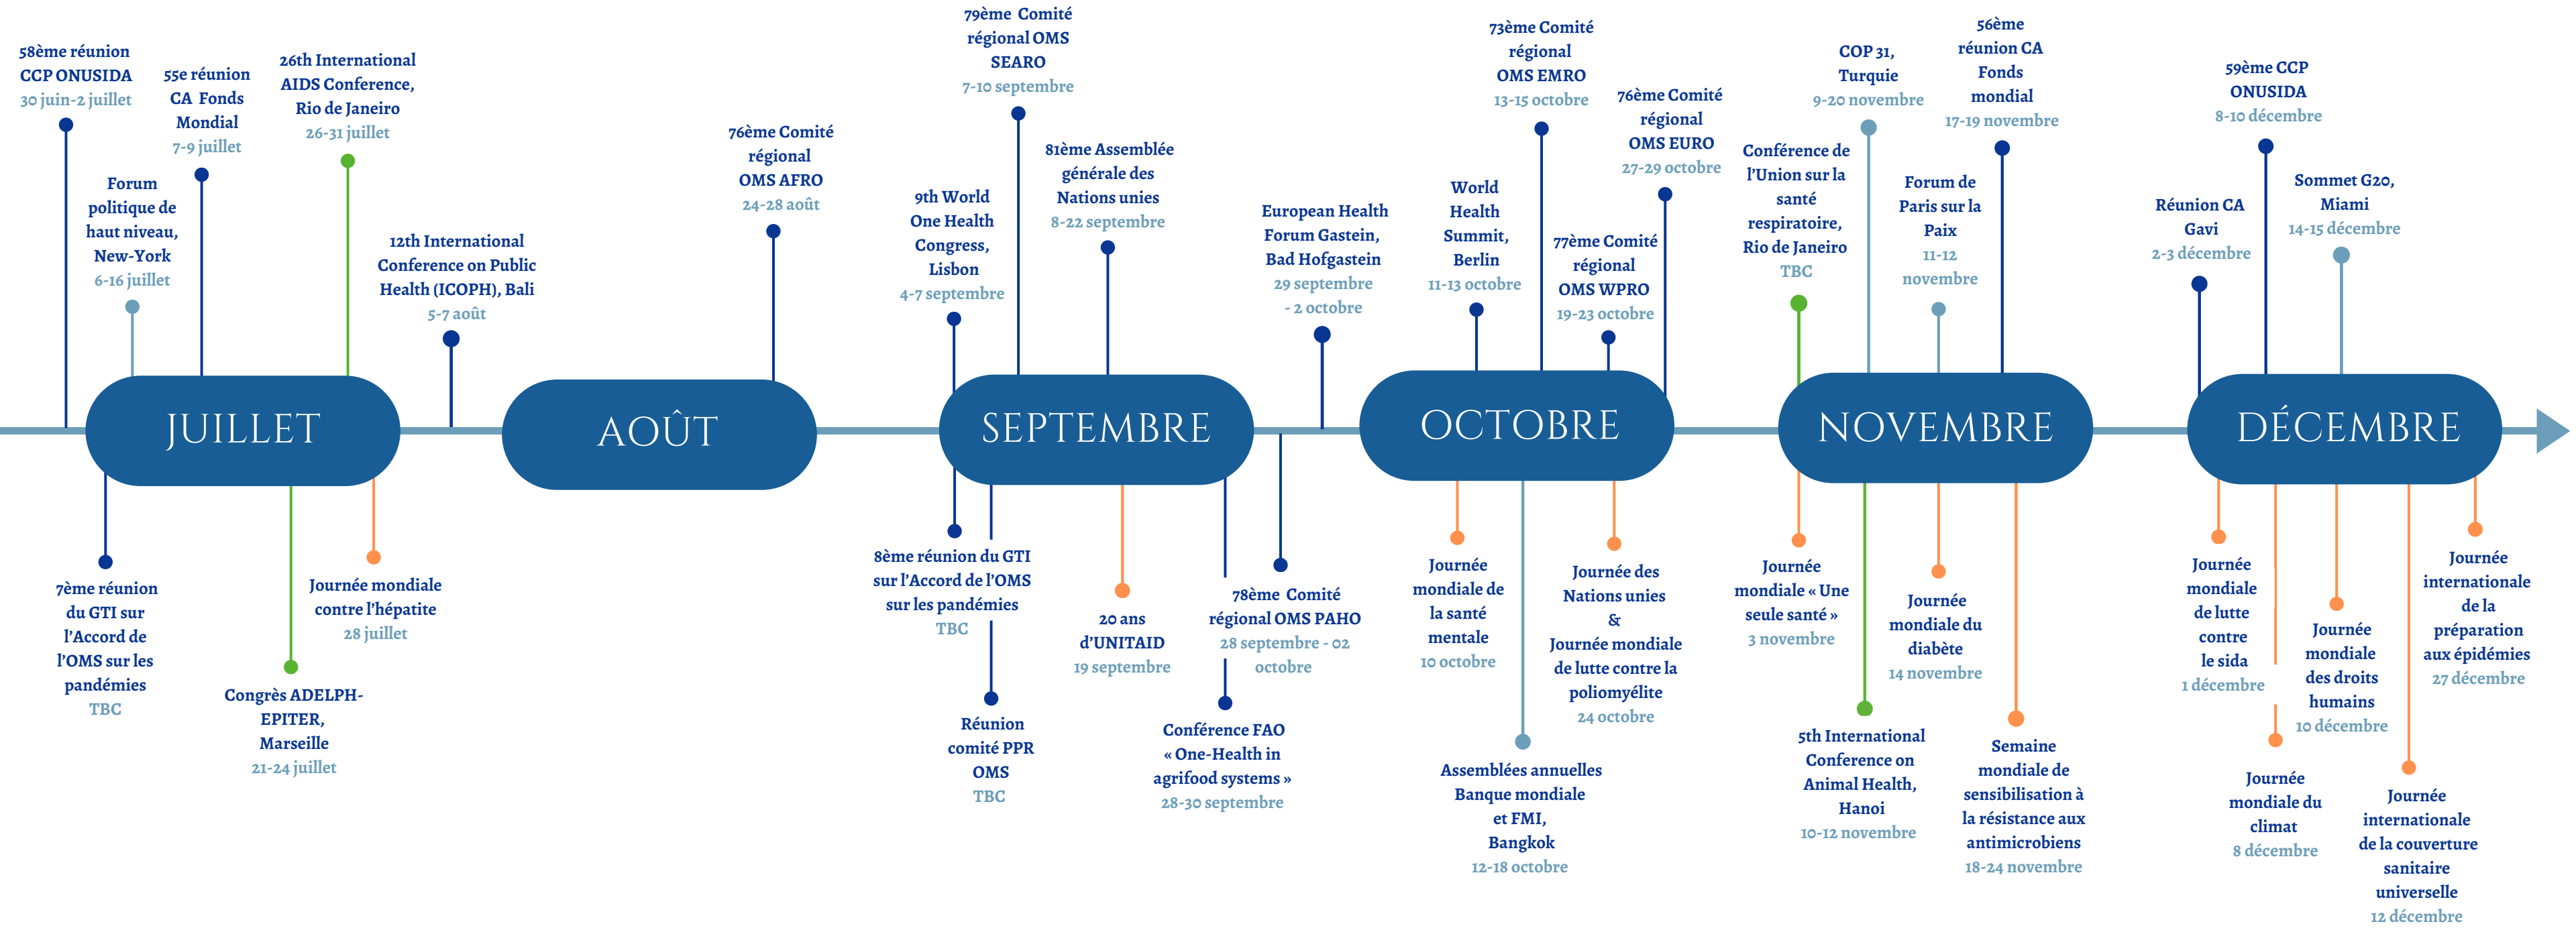 58ème réunion
CCP ONUSIDA
30 juin-2 juillet
Forum
politique de
haut niveau,
New-York
6-16 juillet
55e réunion
CA Fonds
Mondial
7-9 juillet
26th International
AIDS Conference,
Rio de Janeiro
26-31 juillet
12th International
Conference on Public
Health (ICOPH), Bali
5-7 août
76ème Comité
régional
OMS AFRO
24-28 août
9th World
One Health
Congress,
Lisbon
4-7 septembre
79ème Comité
régional OMS
SEARO
7-10 septembre
81ème Assemblée
générale des
Nations unies
8-22 septembre
European Health
Forum Gastein,
Bad Hofgastein
29 septembre
- 2 octobre
World
Health
Summit,
Berlin
11-13 octobre
73ème Comité
régional
OMS EMRO
13-15 octobre
77ème Comité
régional
OMS WPRO
19-23 octobre
76ème Comité
régional
OMS EURO
27-29 octobre
Conférence de
l'Union sur la
santé
respiratoire,
Rio de Janeiro
TBC
COP 31,
Turquie
9-20 novembre
Forum de
Paris sur la
Paix
11-12
novembre
56ème
réunion CA
Fonds
mondial
17-19 novembre
Réunion CA
Gavi
2-3 décembre
59ème CCP
ONUSIDA
8-10 décembre
Sommet G20,
Miami
14-15 décembre
JUILLET
AOÛT
SEPTEMBRE
OCTOBRE
NOVEMBRE
DÉCEMBRE
7ème réunion
du GTI sur
l'Accord de
l'OMS sur les
pandémies
TBC
Congrès ADELPH-
EPITER,
Marseille
21-24 juillet
Journée mondiale
contre l'hépatite
28 juillet
8ème réunion du GTI
sur l'Accord de l'OMS
sur les pandémies
TBC
Réunion
comité PPR
OMS
TBC
20 ans
d'UNITAID
19 septembre
78ème Comité
régional OMS PAHO
28 septembre - 02
octobre
Conférence FAO
« One-Health in
agrifood systems »
28-30 septembre
Journée
mondiale de
la santé
mentale
10 octobre
Assemblées annuelles
Banque mondiale
et FMI,
Bangkok
12-18 octobre
Journée des
Nations unies
&
Journée mondiale
de lutte contre la
poliomyélite
24 octobre
Journée
mondiale « Une
seule santé »
3 novembre
5th International
Conference on
Animal Health,
Hanoi
10-12 novembre
Journée
mondiale du
diabète
14 novembre
Semaine
mondiale de
sensibilisation à
la résistance aux
antimicrobiens
18-24 novembre
Journée
mondiale
de lutte
contre
le sida
1 décembre
Journée
mondiale du
climat
8 décembre
Journée
mondiale
des droits
humains
10 décembre
Journée
internationale
de la couverture
sanitaire
universelle
12 décembre
Journée
internationale
de la
préparation
aux épidémies
27 décembre